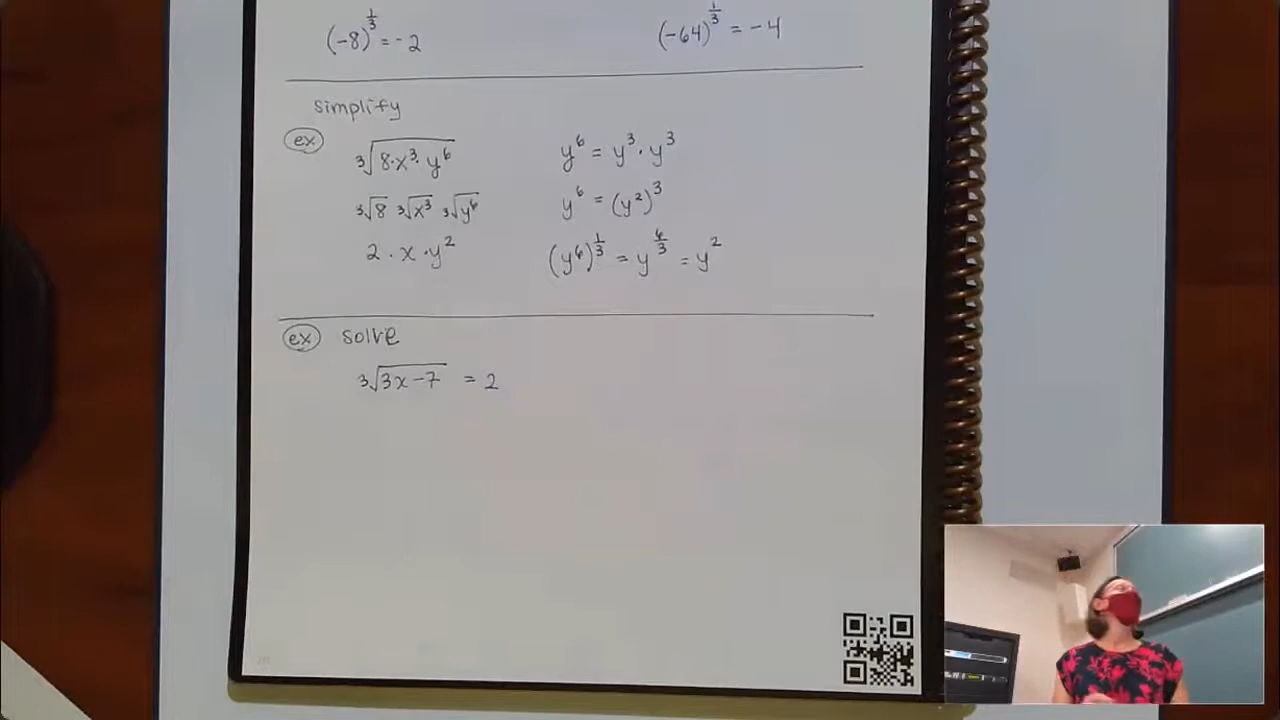 (-8)^{1/3} = -2
(-64)^{1/3} = -4
simplify
ex
∛(8·x³·y⁶)
∛8 ∛x³ ∛y⁶
2 · x · y²
y⁶ = y³ · y³
y⁶ = (y²)³
(y⁶)^{1/3} = y^{6/3} = y²
ex solve
∛(3x-7) = 2